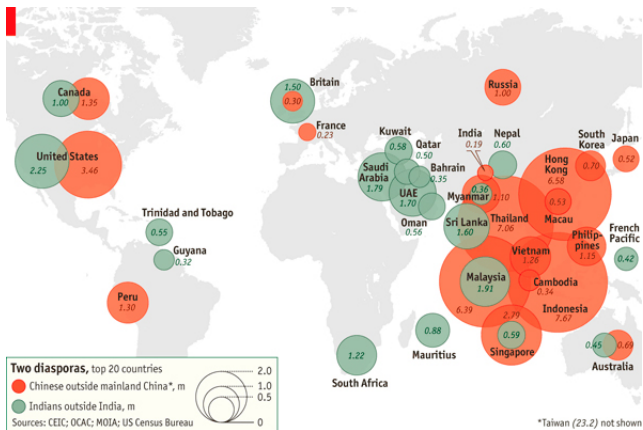 Canada
1.00
1.35
United States
2.25
3.46
Trinidad and Tobago
0.55
Guyana
0.32
Peru
1.30
1.50
Britain
0.30
France
0.23
Russia
1.00
Kuwait
0.58
Qatar
0.50
Bahrain
0.35
Saudi
Arabia
1.79
UAE
1.70
Oman
0.56
India
0.19
Nepal
0.60
South
Korea
0.70
Japan
0.52
Hong
Kong
6.58
0.53
Macau
0.36
Myanmar
1.10
Sri Lanka
1.60
Thailand
7.06
Vietnam
1.26
Philip-
pines
1.15
French
Pacific
0.42
Malaysia
1.91
6.39
Cambodia
0.34
Indonesia
7.67
2.79
0.59
Singapore
0.45
0.69
Australia
0.88
Mauritius
1.22
South Africa
Two diasporas, top 20 countries
Chinese outside mainland China*, m
Indians outside India, m
2.0
1.0
0.5
0
Sources: CEIC; OCAC; MOIA; US Census Bureau
*Taiwan (23.2) not shown